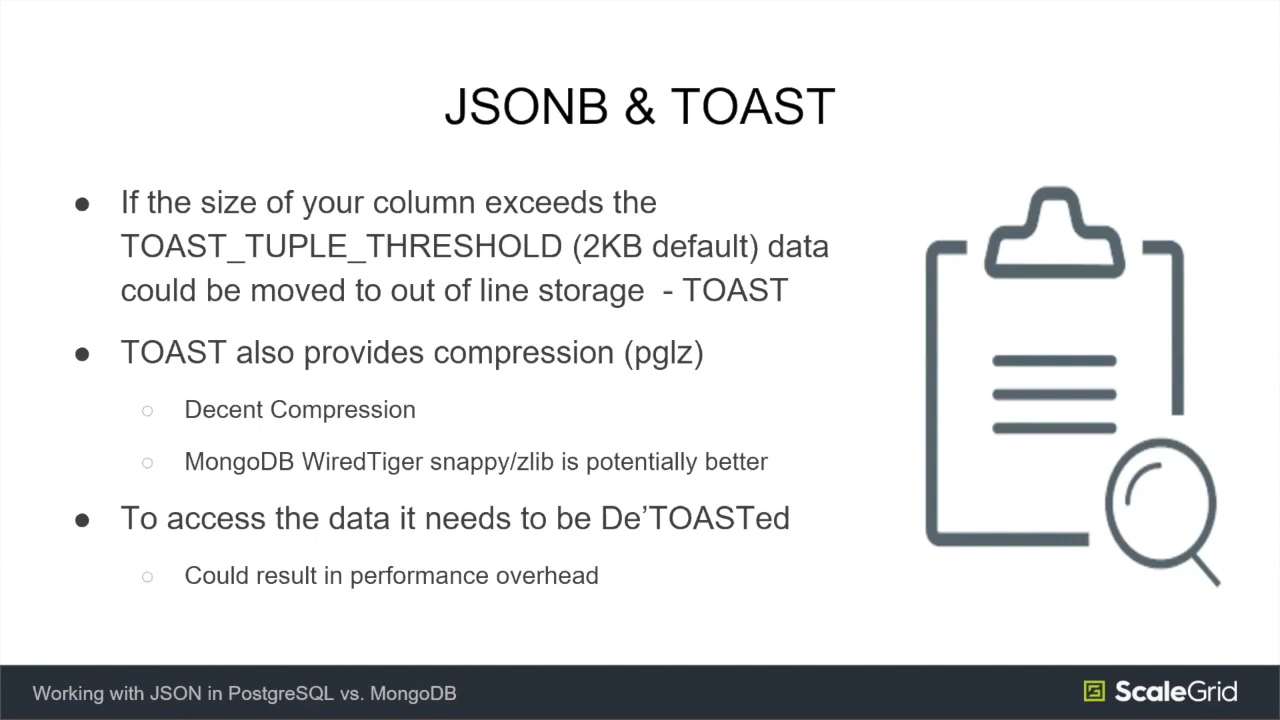 JSONB & TOAST
● If the size of your column exceeds the
TOAST_TUPLE_THRESHOLD (2KB default) data
could be moved to out of line storage  - TOAST
● TOAST also provides compression (pglz)
○ Decent Compression
○ MongoDB WiredTiger snappy/zlib is potentially better
● To access the data it needs to be De’TOASTed
○ Could result in performance overhead
Working with JSON in PostgreSQL vs. MongoDB
ScaleGrid